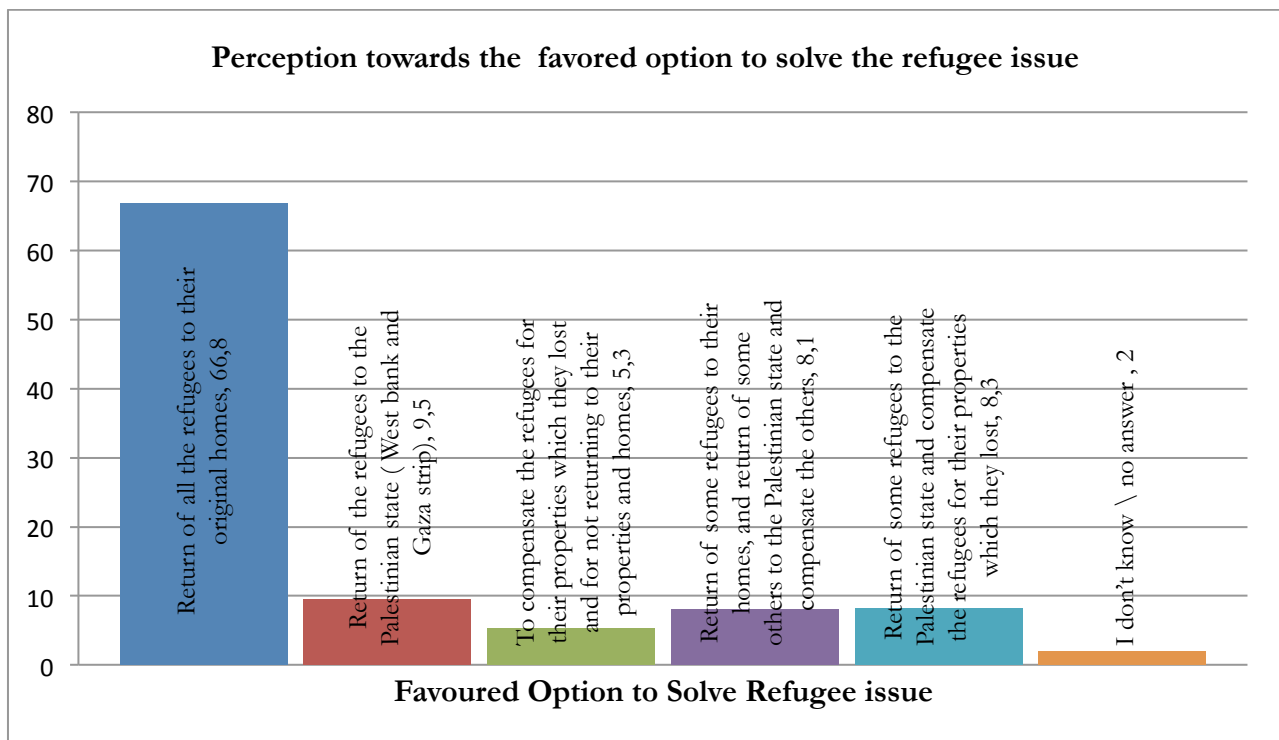 Perception towards the  favored option to solve the refugee issue
80
70
60
50
40
30
20
10
0
Return of  all the refugees to their
original homes, 66,8
Return of the refugees to the
Palestinian state ( West bank and
Gaza strip), 9,5
To compensate the refugees for
their properties which they lost
and for not returning to their
properties and homes, 5,3
Return of some refugees to their
homes, and return of some
others to the Palestinian state and
compensate the others, 8,1
Return of some refugees to the
Palestinian state and compensate
the refugees for their properties
which they lost, 8,3
I don't know \ no answer , 2
Favoured Option to Solve Refugee issue